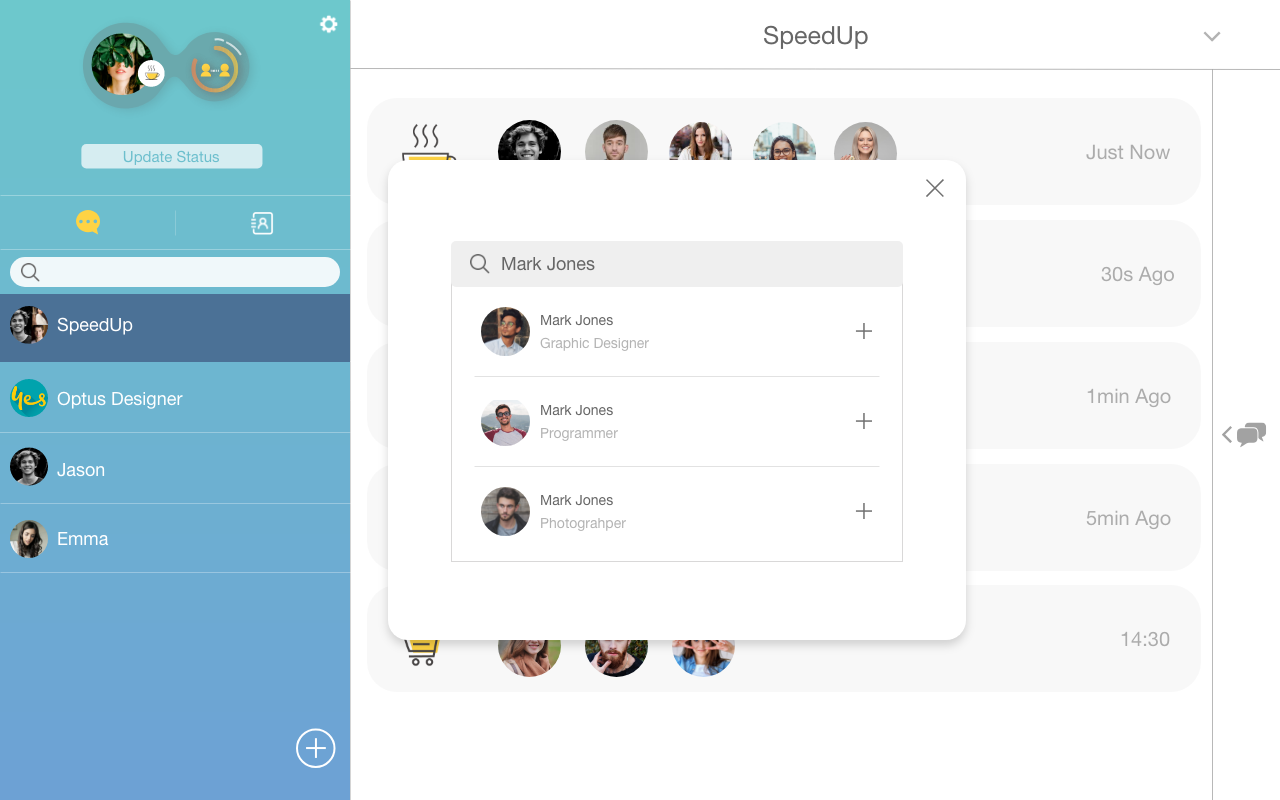 SpeedUp
Update Status
SpeedUp
yes
Optus Designer
Jason
Emma
Just Now
30s Ago
1min Ago
5min Ago
14:30
Mark Jones
Mark Jones
Graphic Designer
Mark Jones
Programmer
Mark Jones
Photograhper